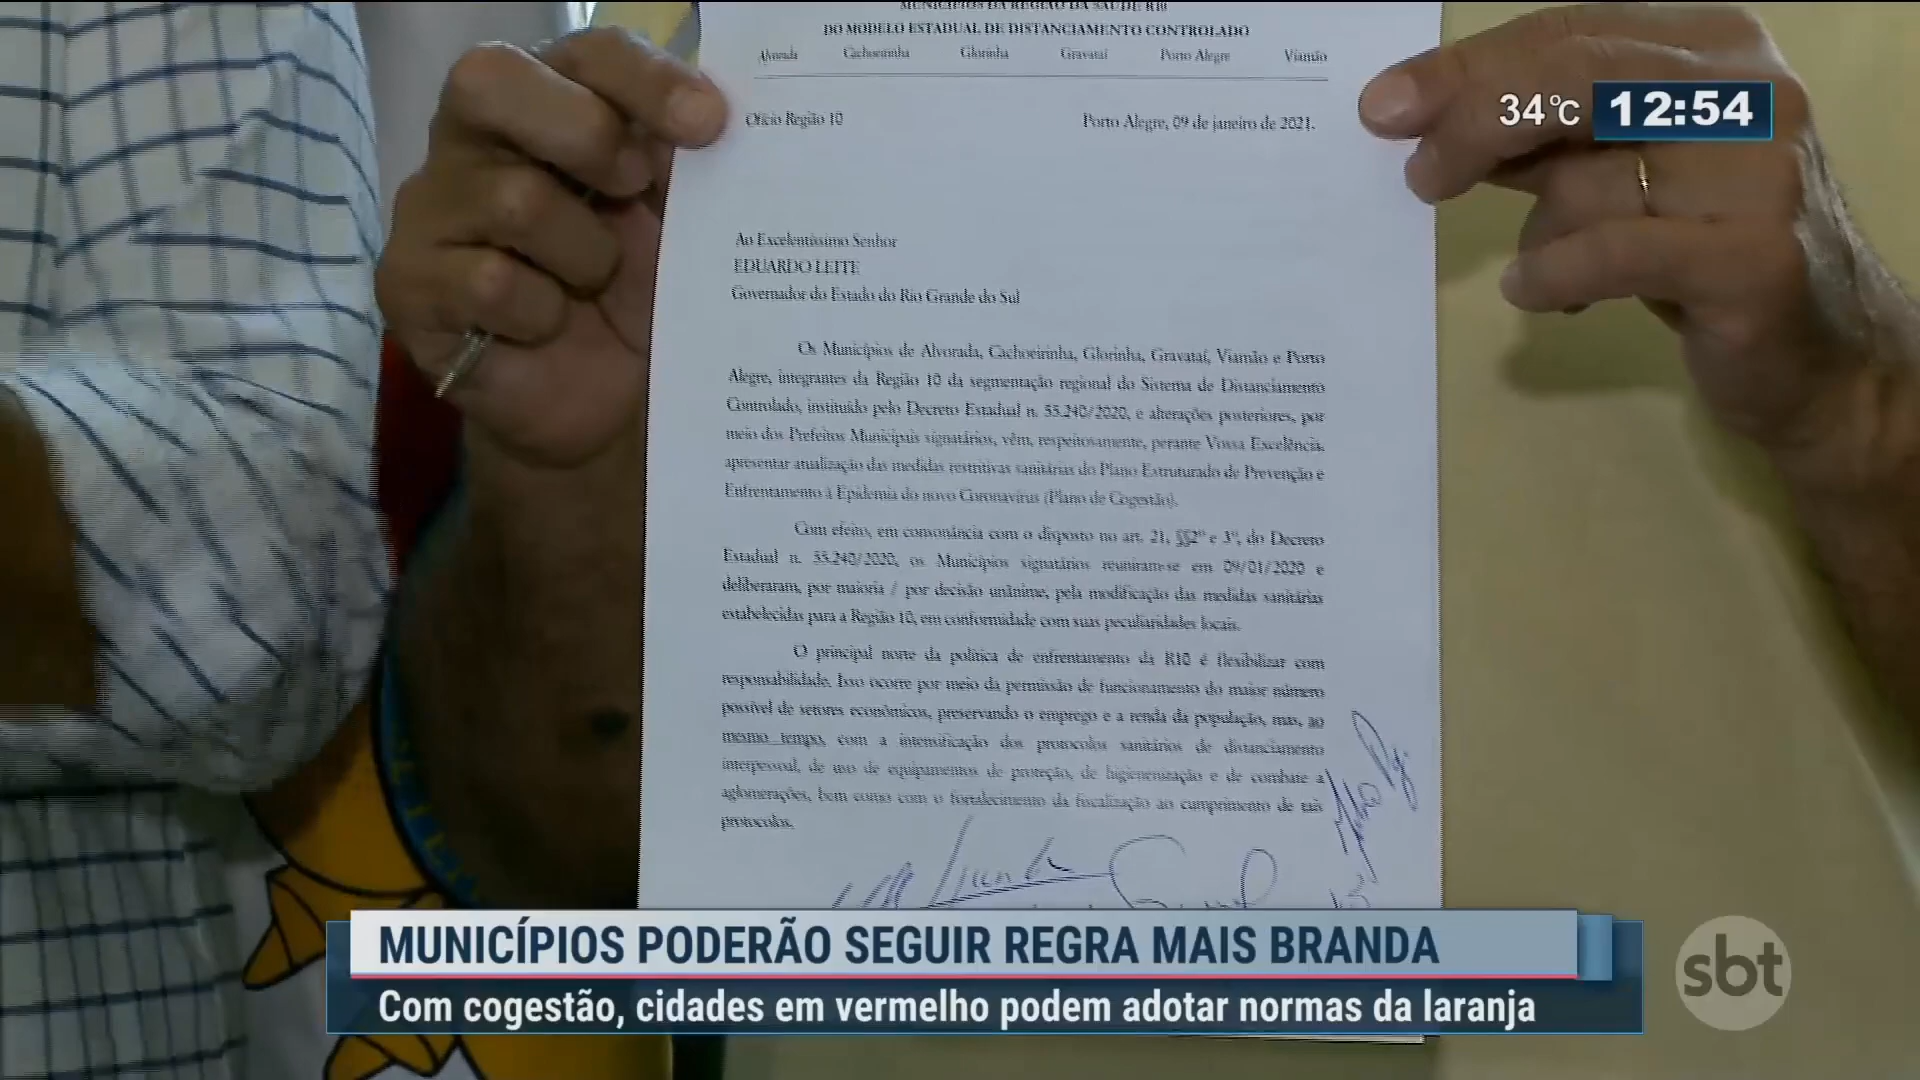 MUNICÍPIOS DA REGIÃO DA SAÚDE R10
DO MODELO ESTADUAL DE DISTANCIAMENTO CONTROLADO
Alvorada Cachoeirinha Glorinha Gravataí Porto Alegre Viamão
Ofício Região 10 Porto Alegre, 09 de janeiro de 2021.
34°C 12:54
Ao Excelentíssimo Senhor
EDUARDO LEITE
Governador do Estado do Rio Grande do Sul
Os Municípios de Alvorada, Cachoeirinha, Glorinha, Gravataí, Viamão e Porto
Alegre, integrantes da Região 10 da segmentação regional do Sistema de Distanciamento
Controlado, instituído pelo Decreto Estadual n. 55.240/2020, e alterações posteriores, por
meio dos Prefeitos Municipais signatários, vêm, respeitosamente, perante Vossa Excelência,
apresentar atualização das medidas restritivas sanitárias do Plano Estruturado de Prevenção e
Enfrentamento à Epidemia do novo Coronavírus (Plano de Cogestão).
Com efeito, em consonância com o disposto no art. 21, §§2º e 3º, do Decreto
Estadual n. 55.240/2020, os Municípios signatários reuniram-se em 09/01/2020 e
deliberaram, por maioria / por decisão unânime, pela modificação das medidas sanitárias
estabelecidas para a Região 10, em conformidade com suas peculiaridades locais.
O principal norte da política de enfrentamento da R10 é flexibilizar com
responsabilidade. Isso ocorre por meio da permissão de funcionamento do maior número
possível de setores econômicos, preservando o emprego e a renda da população, mas, ao
mesmo tempo, com a intensificação dos protocolos sanitários de distanciamento
interpessoal, de uso de equipamentos de proteção, de higienização e de combate a
aglomerações, bem como com o fortalecimento da fiscalização ao cumprimento de tais
protocolos.
MUNICÍPIOS PODERÃO SEGUIR REGRA MAIS BRANDA
Com cogestão, cidades em vermelho podem adotar normas da laranja
sbt